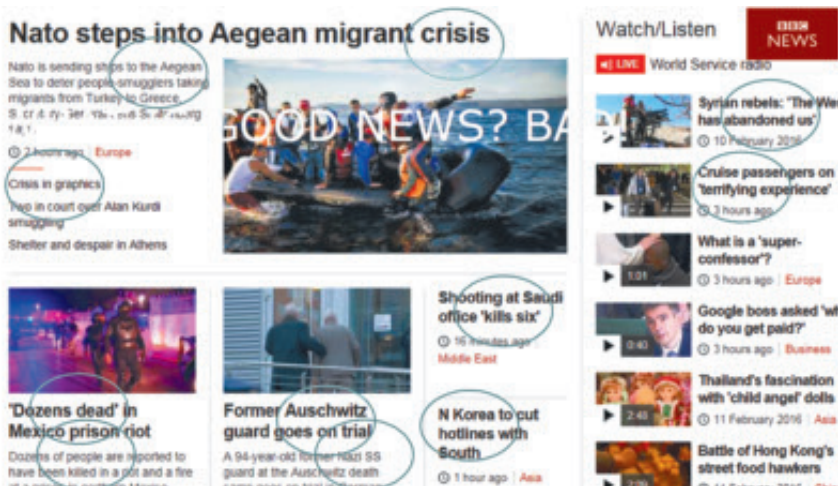 Nato steps into Aegean migrant crisis
Nato is sending ships to the Aegean
Sea to deter people-smugglers taking
migrants from Turkey to Greece,
2 hours ago | Europe
Crisis in graphics
Two in court over Alan Kurdi
smuggling
Shelter and despair in Athens
GOOD NEWS? BA
'Dozens dead' in
Mexico prison riot
Dozens of people are reported to
have been killed in a riot and a fire
Former Auschwitz
guard goes on trial
A 94-year-old former Nazi SS
guard at the Auschwitz death
Shooting at Saudi
office 'kills six'
16 minutes ago
Middle East
N Korea to cut
hotlines with
South
1 hour ago | Asia
Watch/Listen
BBC
NEWS
LIVE World Service radio
Syrian rebels: 'The We
has abandoned us'
10 February 2016
Cruise passengers on
'terrifying experience'
3 hours ago
What is a 'super-
confessor'?
1:01
3 hours ago | Europe
Google boss asked 'wh
do you get paid?'
0:40
3 hours ago | Business
Thailand's fascination
with 'child angel' dolls
2:48
11 February 2016 | Asia
Battle of Hong Kong's
street food hawkers